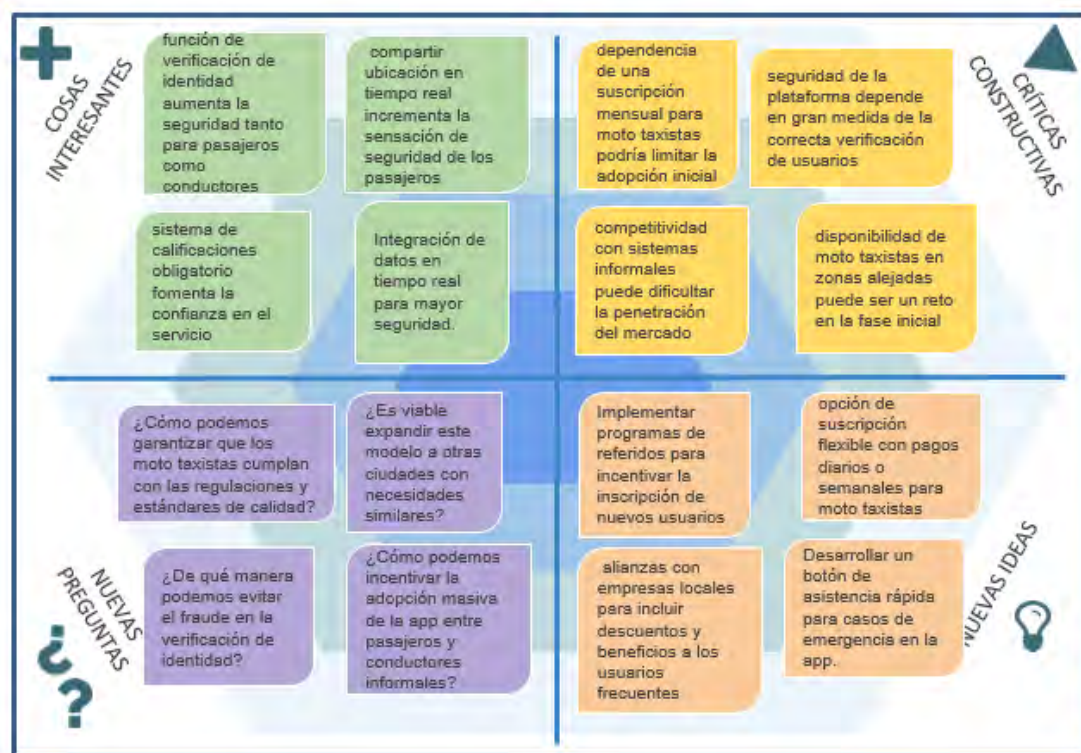 COSAS
INTERESANTES
función de
verificación de
identidad
aumenta la
seguridad tanto
para pasajeros
como
conductores
compartir
ubicación en
tiempo real
incrementa la
sensación de
seguridad de los
pasajeros
sistema de
calificaciones
obligatorio
fomenta la
confianza en el
servicio
Integración de
datos en
tiempo real
para mayor
seguridad.
CRÍTICAS
CONSTRUCTIVAS
dependencia
de una
suscripción
mensual para
moto taxistas
podría limitar la
adopción inicial
seguridad de la
plataforma depende
en gran medida de la
correcta verificación
de usuarios
competitividad
con sistemas
informales
puede dificultar
la penetración
del mercado
disponibilidad de
moto taxistas en
zonas alejadas
puede ser un reto
en la fase inicial
NUEVAS
PREGUNTAS
¿?
¿Cómo podemos
garantizar que los
moto taxistas cumplan
con las regulaciones y
estándares de calidad?
¿Es viable
expandir este
modelo a otras
ciudades con
necesidades
similares?
¿De qué manera
podemos evitar
el fraude en la
verificación de
identidad?
¿Cómo podemos
incentivar la
adopción masiva
de la app entre
pasajeros y
conductores
informales?
NUEVAS IDEAS
Implementar
programas de
referidos para
incentivar la
inscripción de
nuevos usuarios
opción de
suscripción
flexible con pagos
diarios o
semanales para
moto taxistas
alianzas con
empresas locales
para incluir
descuentos y
beneficios a los
usuarios
frecuentes
Desarrollar un
botón de
asistencia rápida
para casos de
emergencia en la
app.